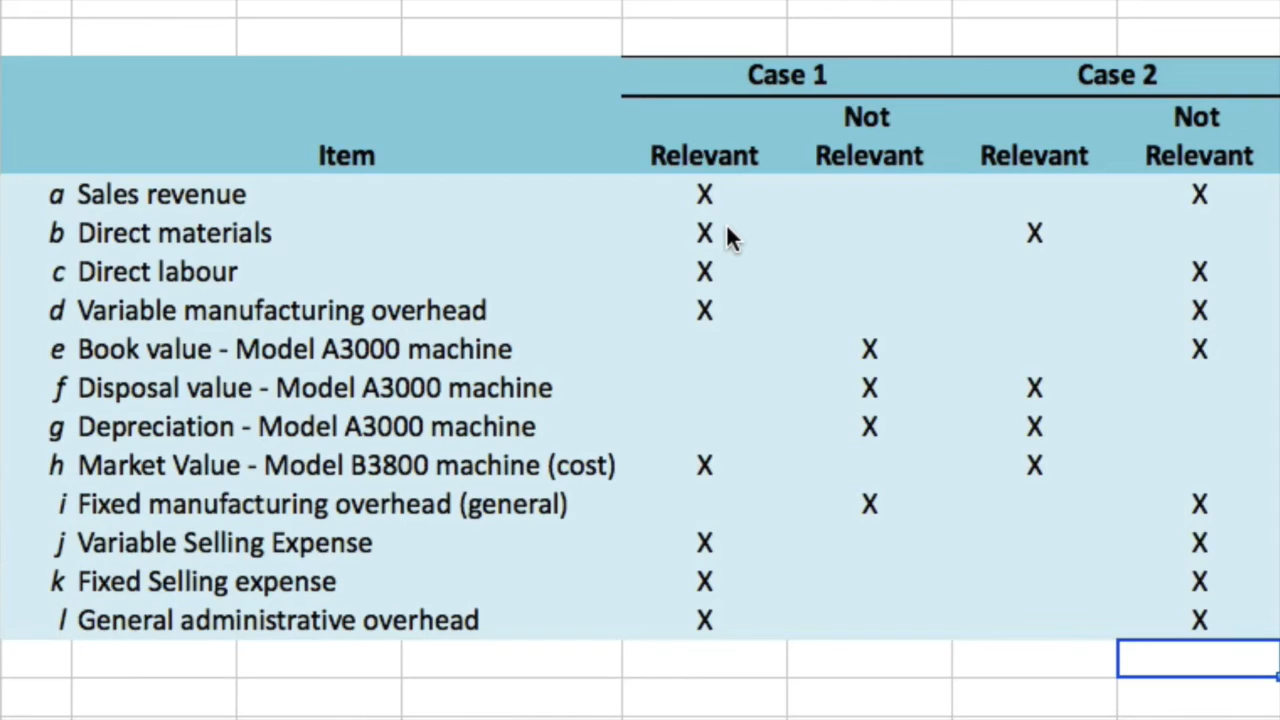 Case 1 Case 2
Not Not
Item Relevant Relevant Relevant Relevant
a Sales revenue X X
b Direct materials X X
c Direct labour X X
d Variable manufacturing overhead X X
e Book value - Model A3000 machine X X
f Disposal value - Model A3000 machine X X
g Depreciation - Model A3000 machine X X
h Market Value - Model B3800 machine (cost) X X
i Fixed manufacturing overhead (general) X X
j Variable Selling Expense X X
k Fixed Selling expense X X
l General administrative overhead X X